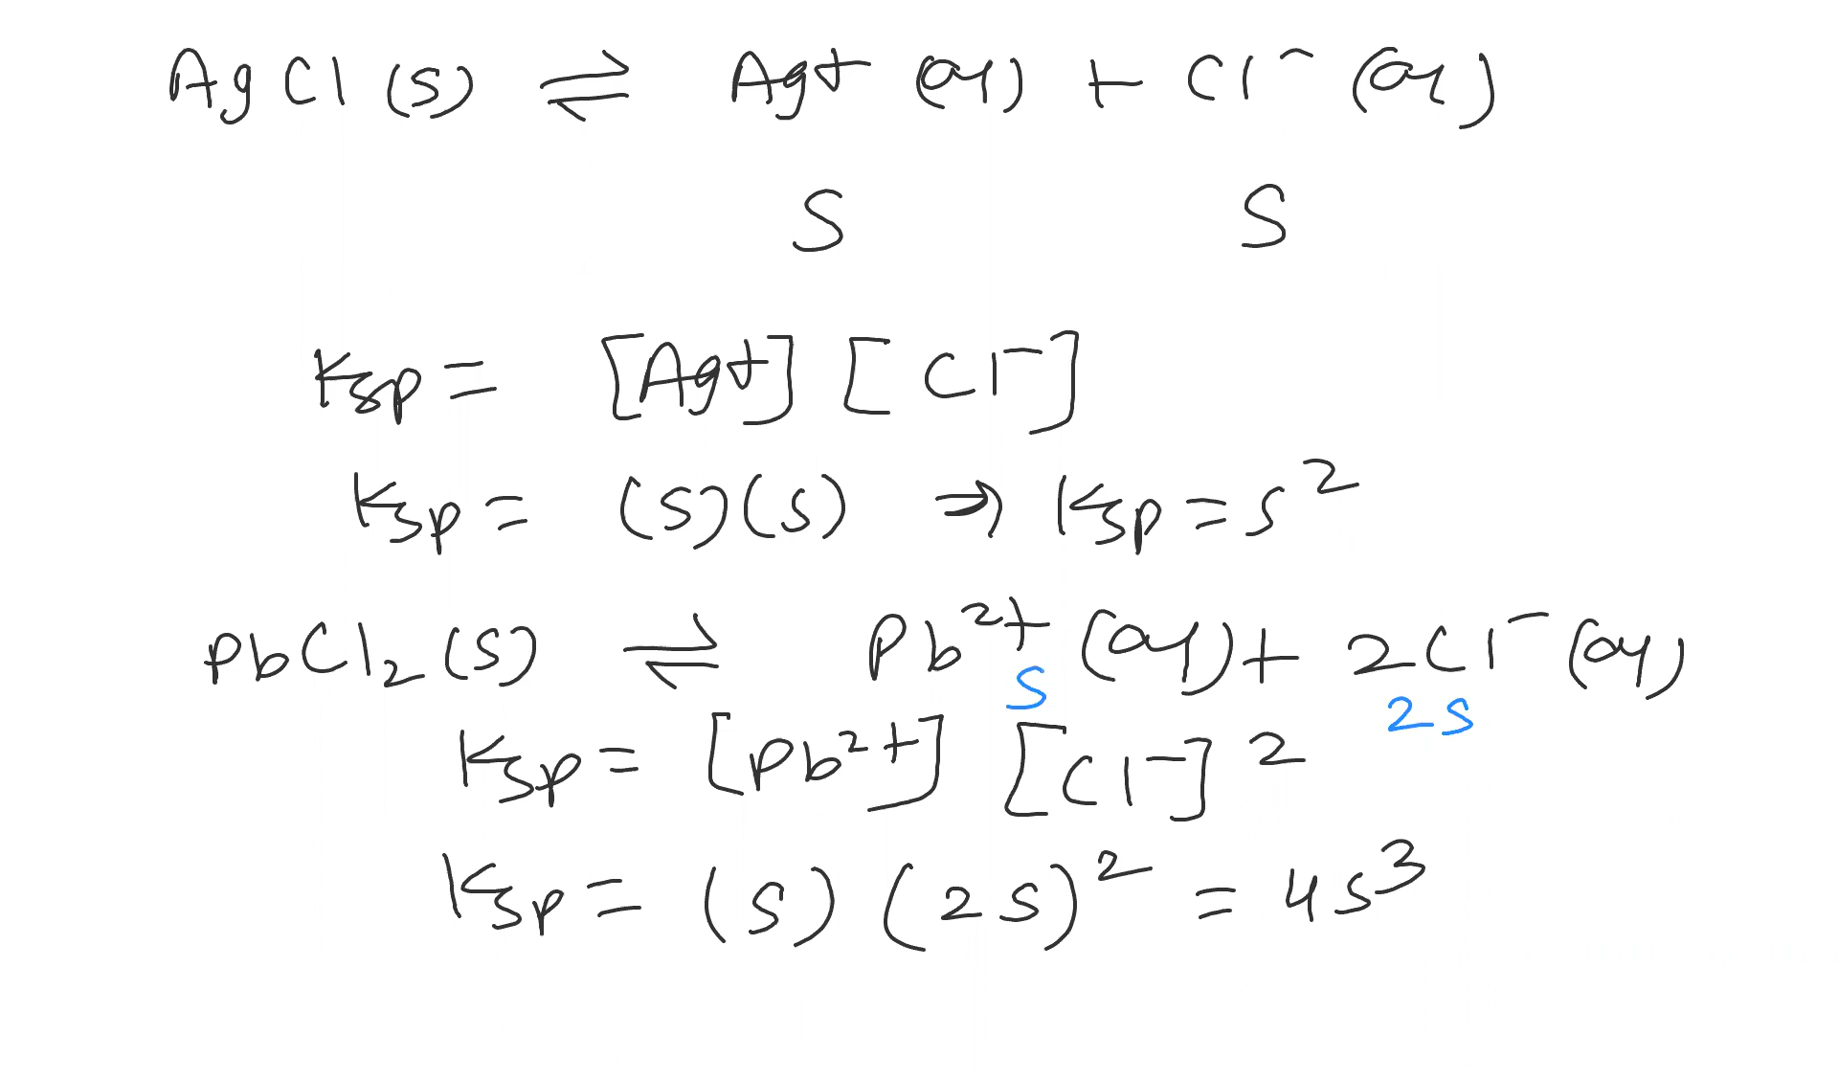 AgCl (s) ⇌ Ag+ (aq) + Cl⁻ (aq)
S S
Ksp = [Ag+] [Cl⁻]
Ksp = (s)(s) → Ksp = s²
PbCl₂ (s) ⇌ Pb²⁺ (aq) + 2Cl⁻ (aq)
S 2S
Ksp = [Pb²⁺] [Cl⁻]²
Ksp = (s) (2s)² = 4s³